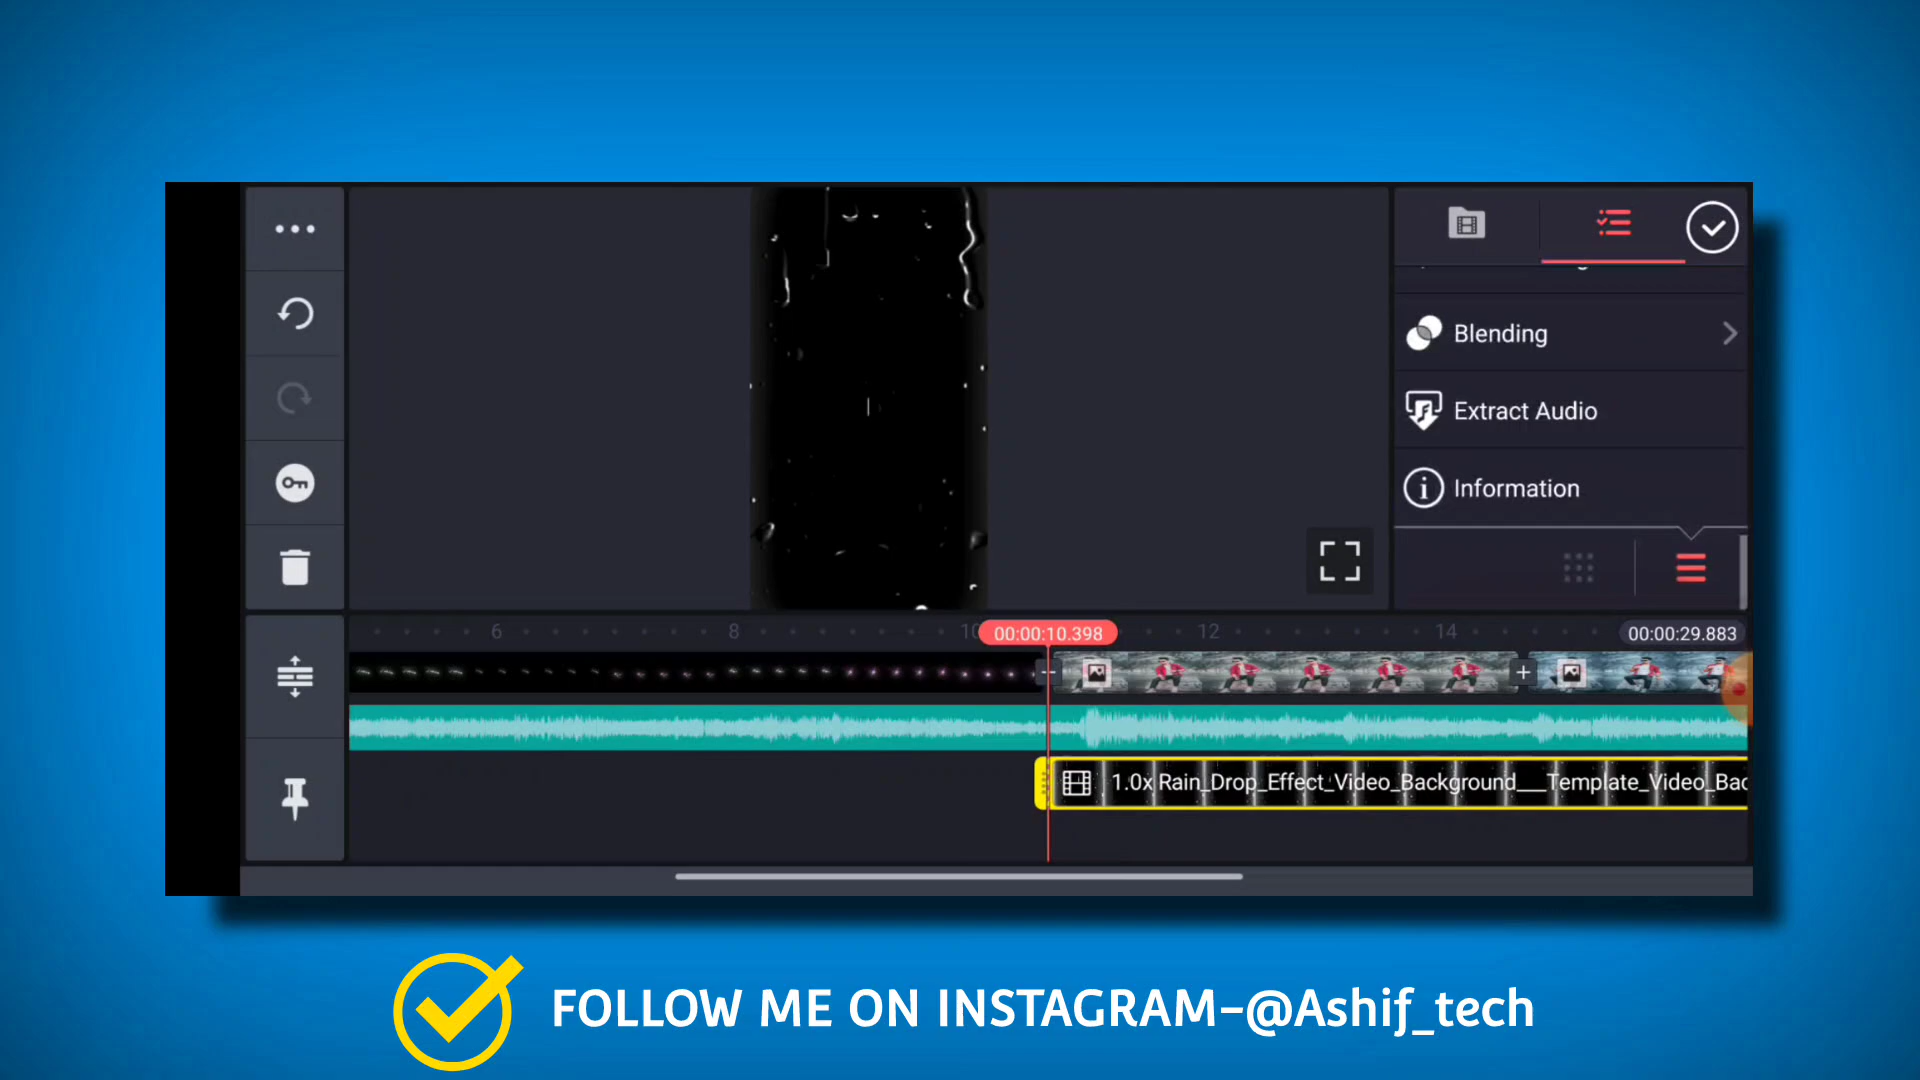 Blending
Extract Audio
Information
6
8
10
00:00:10.398
12
14
00:00:29.883
1.0x Rain_Drop_Effect_Video_Background___Template_Video_Bac
FOLLOW ME ON INSTAGRAM-@Ashif_tech